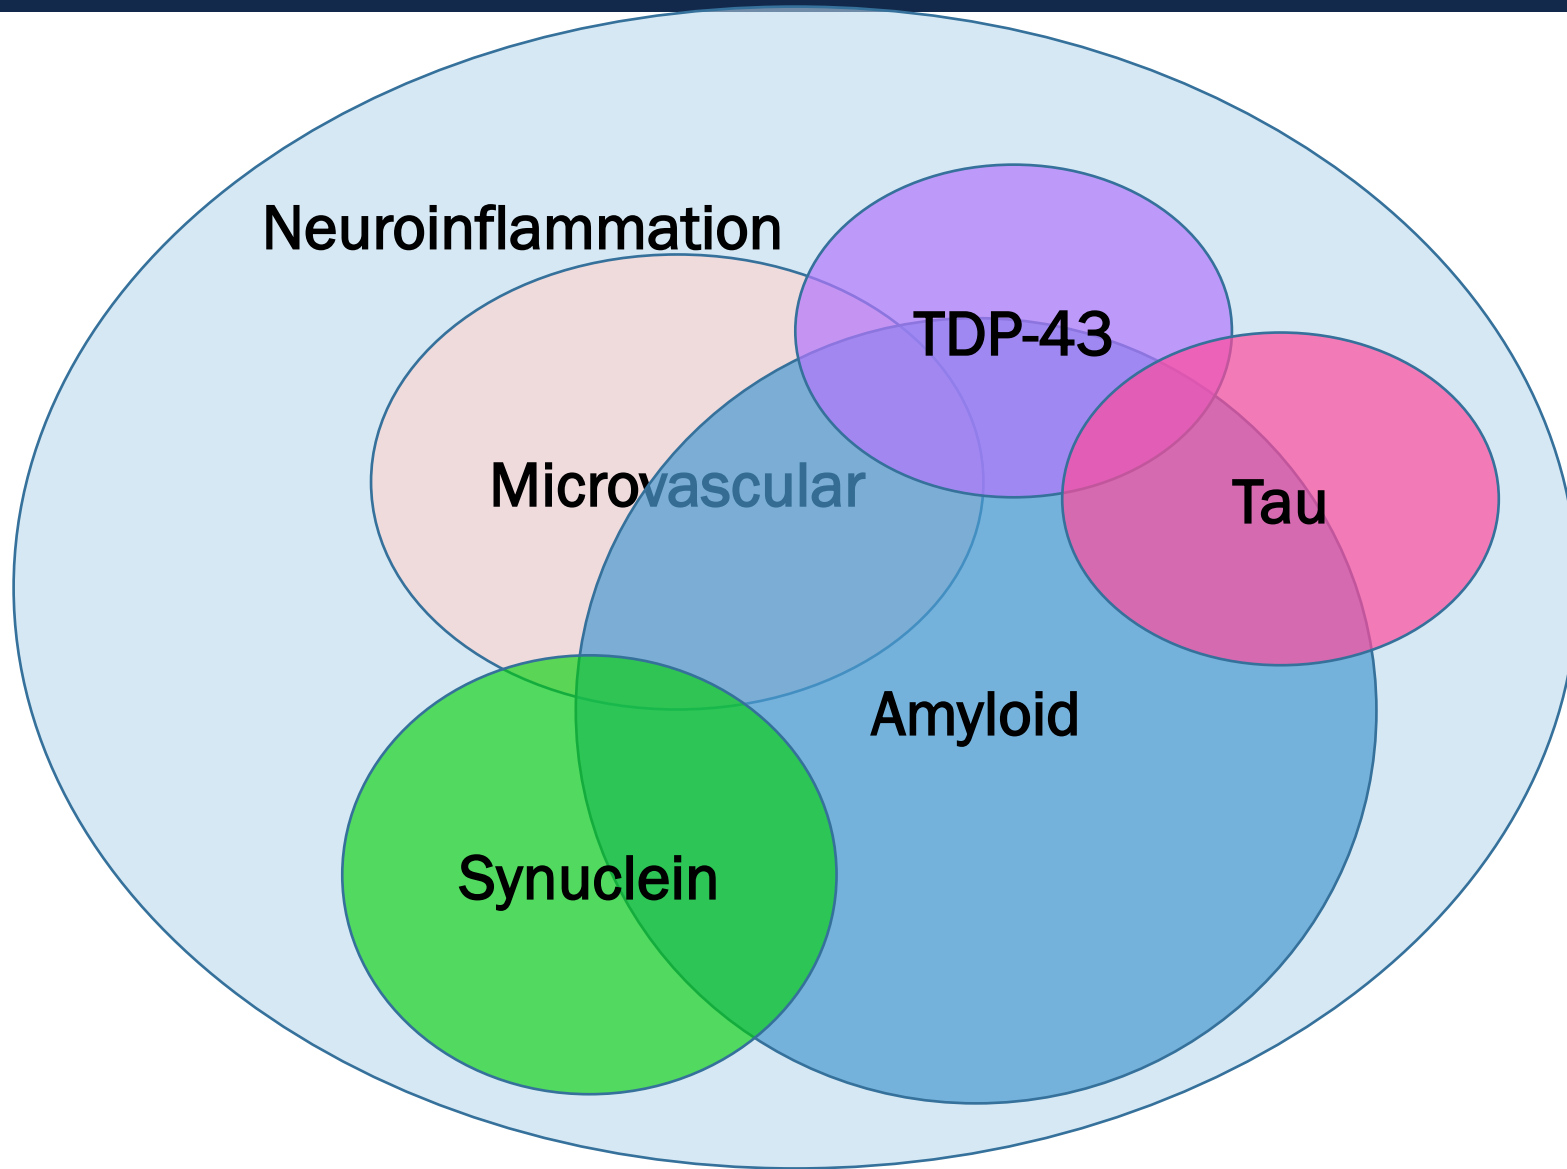 Neuroinflammation
TDP-43
Microvascular
Tau
Amyloid
Synuclein